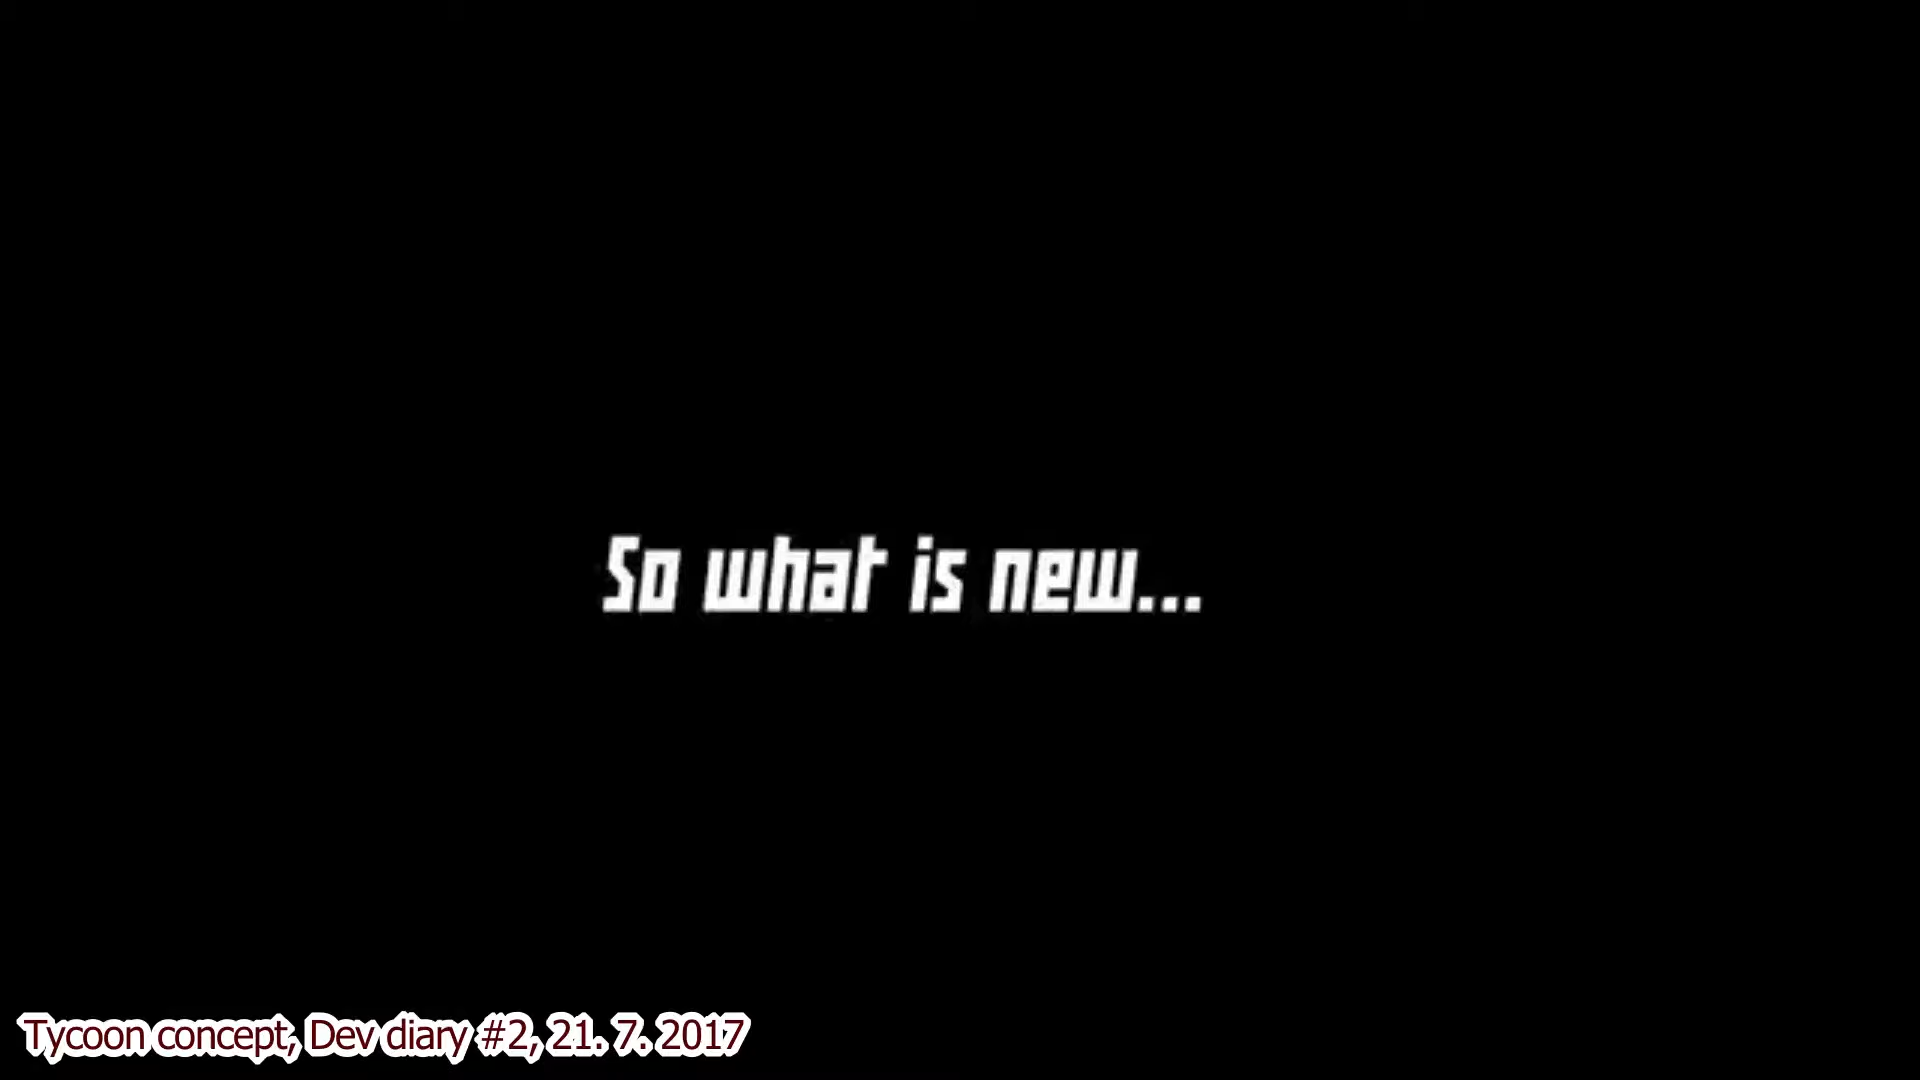 So what is new...
Tycoon concept, Dev diary #2, 21. 7. 2017